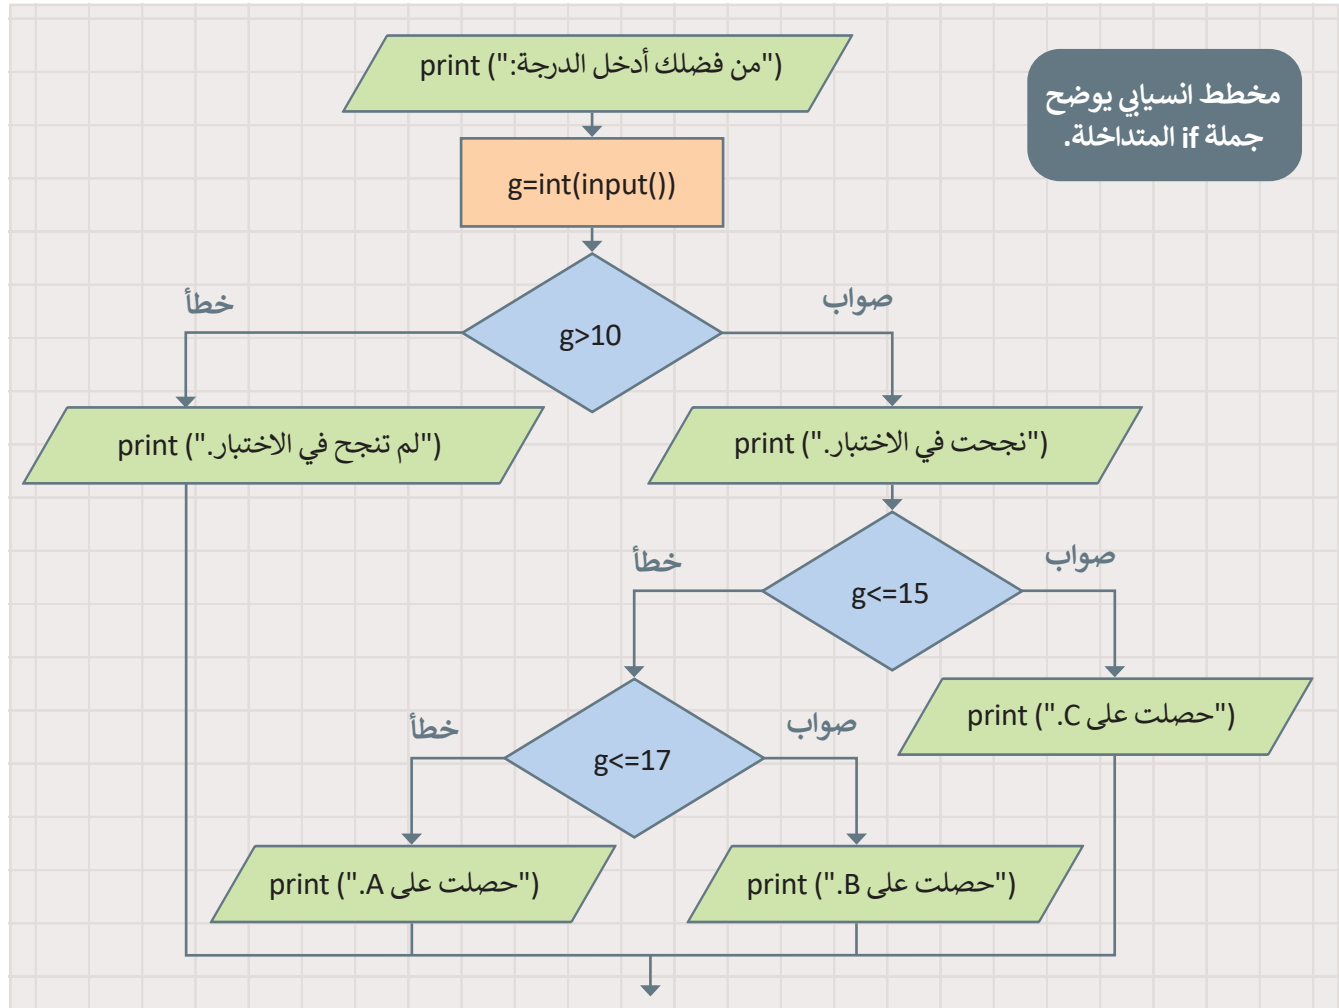 مخطط انسيابي يوضح
جملة if المتداخلة.
print ("من فضلك أدخل الدرجة:")
g=int(input())
g>10
صواب
خطأ
print ("نجحت في الاختبار.")
print ("لم تنجح في الاختبار.")
g<=15
صواب
خطأ
print ("حصلت على C.")
g<=17
صواب
خطأ
print ("حصلت على B.")
print ("حصلت على A.")